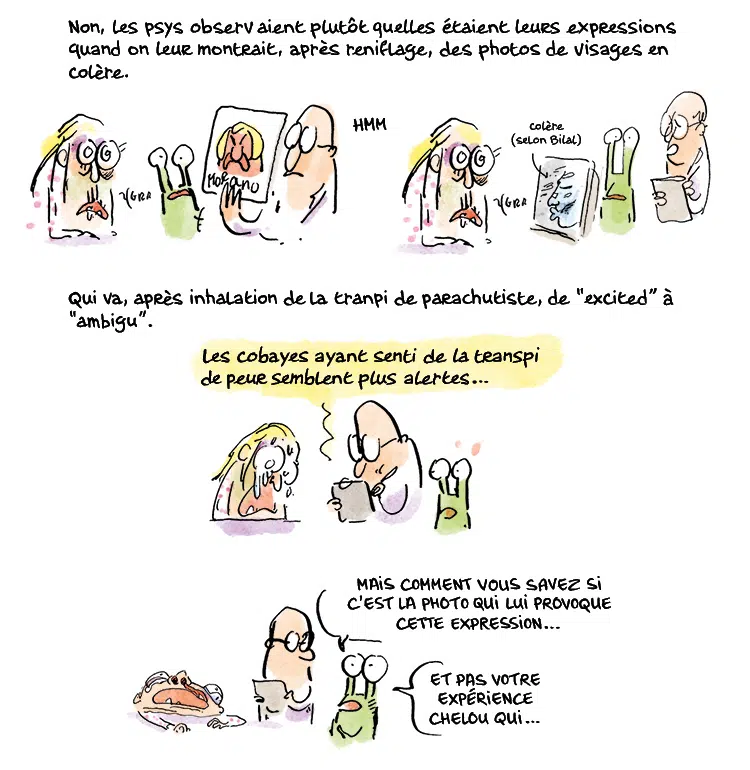 Non, les psys observaient plutôt quelles étaient leurs expressions
quand on leur montrait, après reniflage, des photos de visages en
colère.
HMM
MORANO
GRA
colère
(selon Bilal)
GRA
Qui va, après inhalation de la tranpi de parachutiste, de "excited" à
"ambigu".
Les cobayes ayant senti de la transpi
de peur semblent plus alertes...
MAIS COMMENT VOUS SAVEZ SI
C'EST LA PHOTO QUI LUI PROVOQUE
CETTE EXPRESSION...
ET PAS VOTRE
EXPÉRIENCE
CHELOU QUI...